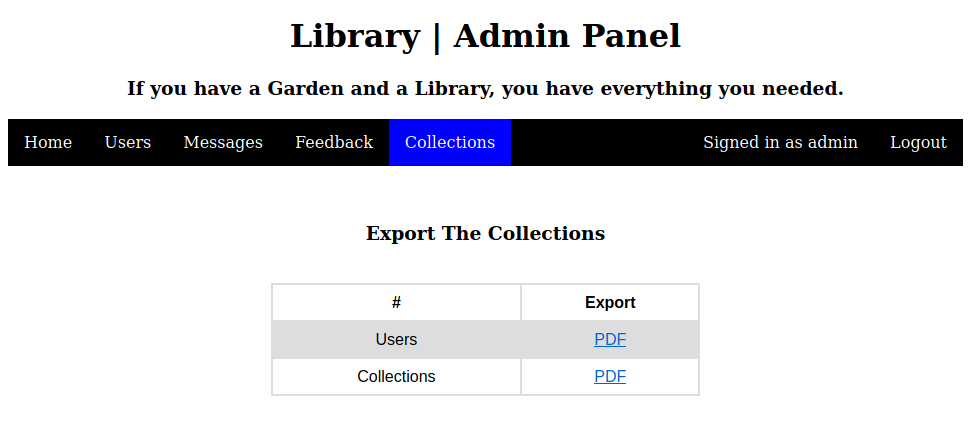 Library | Admin Panel
If you have a Garden and a Library, you have everything you needed.
Home Users Messages Feedback Collections Signed in as admin Logout
Export The Collections
# Export
Users PDF
Collections PDF